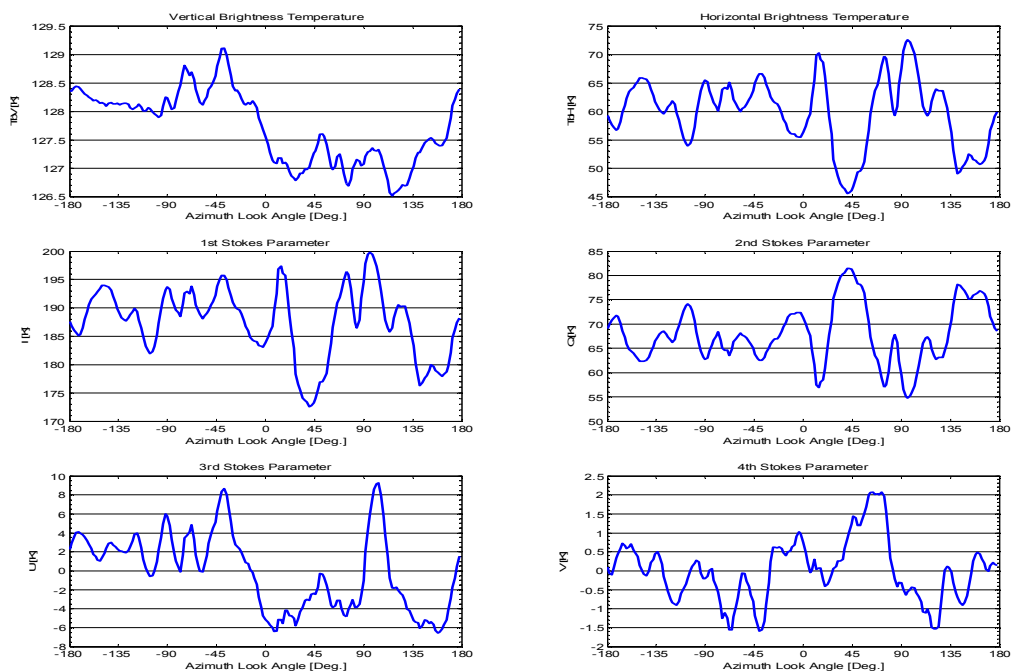 Vertical Brightness Temperature
129.5
129
128.5
128
127.5
127
126.5
TBV[K]
-180 -135 -90 -45 0 45 90 135 180
Azimuth Look Angle [Deg.]
Horizontal Brightness Temperature
75
70
65
60
55
50
45
TBH[K]
-180 -135 -90 -45 0 45 90 135 180
Azimuth Look Angle [Deg.]
1st Stokes Parameter
200
195
190
185
180
175
170
I [K]
-180 -135 -90 -45 0 45 90 135 180
Azimuth Look Angle [Deg.]
2nd Stokes Parameter
85
80
75
70
65
60
55
50
Q[K]
-180 -135 -90 -45 0 45 90 135 180
Azimuth Look Angle [Deg.]
3rd Stokes Parameter
10
8
6
4
2
0
-2
-4
-6
-8
U[K]
-180 -135 -90 -45 0 45 90 135 180
Azimuth Look Angle [Deg.]
4th Stokes Parameter
2.5
2
1.5
1
0.5
0
-0.5
-1
-1.5
-2
V[K]
-180 -135 -90 -45 0 45 90 135 180
Azimuth Look Angle [Deg.]